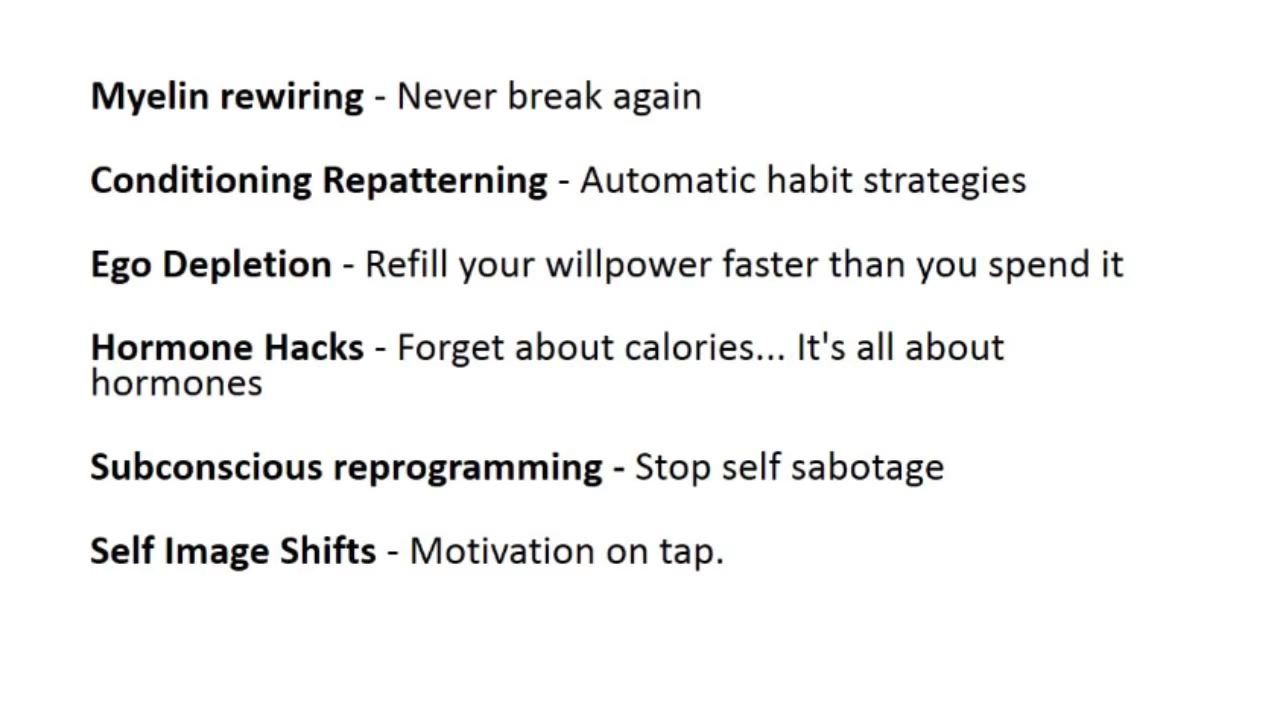 Myelin rewiring - Never break again
Conditioning Repatterning - Automatic habit strategies
Ego Depletion - Refill your willpower faster than you spend it
Hormone Hacks - Forget about calories... It's all about
hormones
Subconscious reprogramming - Stop self sabotage
Self Image Shifts - Motivation on tap.